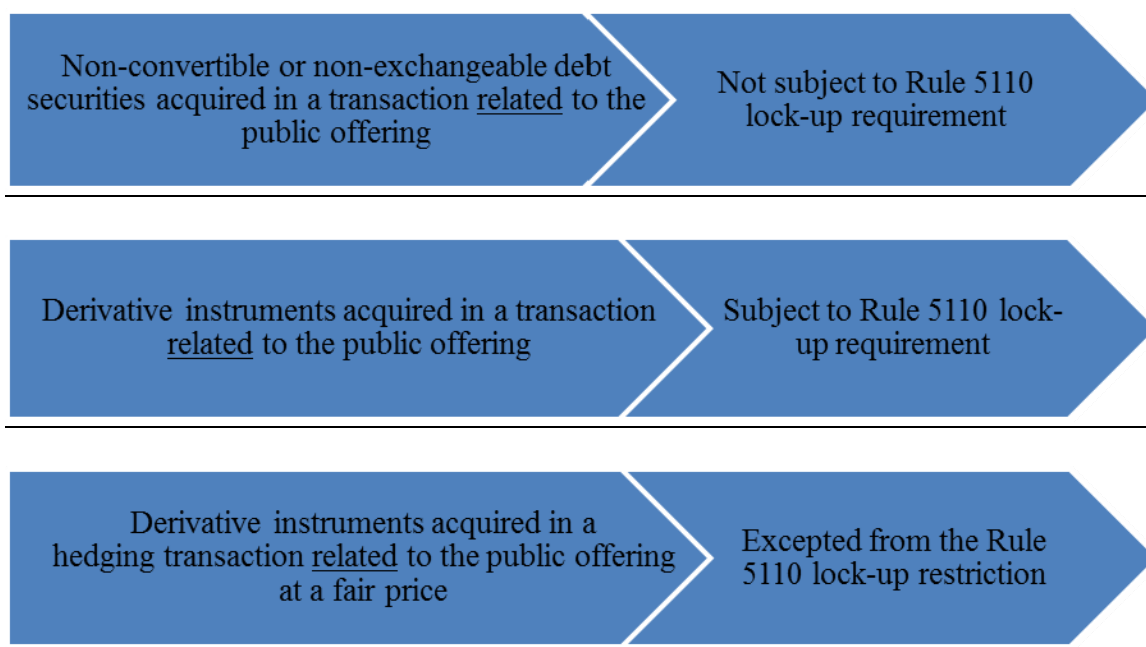 Non-convertible or non-exchangeable debt
securities acquired in a transaction related to the
public offering
Not subject to Rule 5110
lock-up requirement
Derivative instruments acquired in a transaction
related to the public offering
Subject to Rule 5110 lock-
up requirement
Derivative instruments acquired in a
hedging transaction related to the public offering
at a fair price
Excepted from the Rule
5110 lock-up restriction